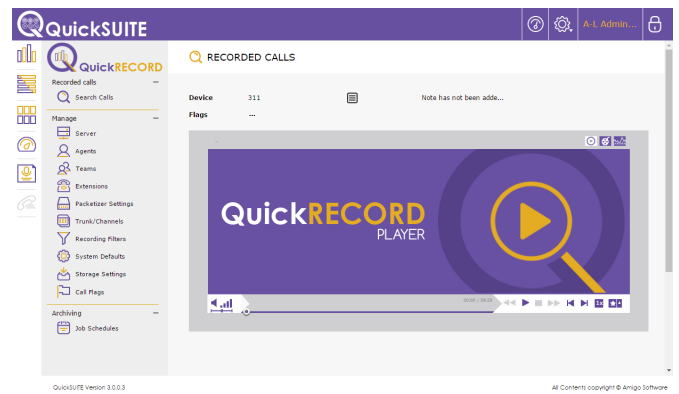 QuickSUITE
A-L Admin...
QuickRECORD
RECORDED CALLS
Recorded calls
Search Calls
Device 311 Note has not been adde...
Flags ...
Manage
Server
Agents
Teams
Extensions
Packetizer Settings
Trunk/Channels
Recording Filters
System Defaults
Storage Settings
Call Flags
Archiving
Job Schedules
QuickRECORD
PLAYER
1x
QuickSUITE Version 3.0.0.3
All Contents copyright © Amigo Software